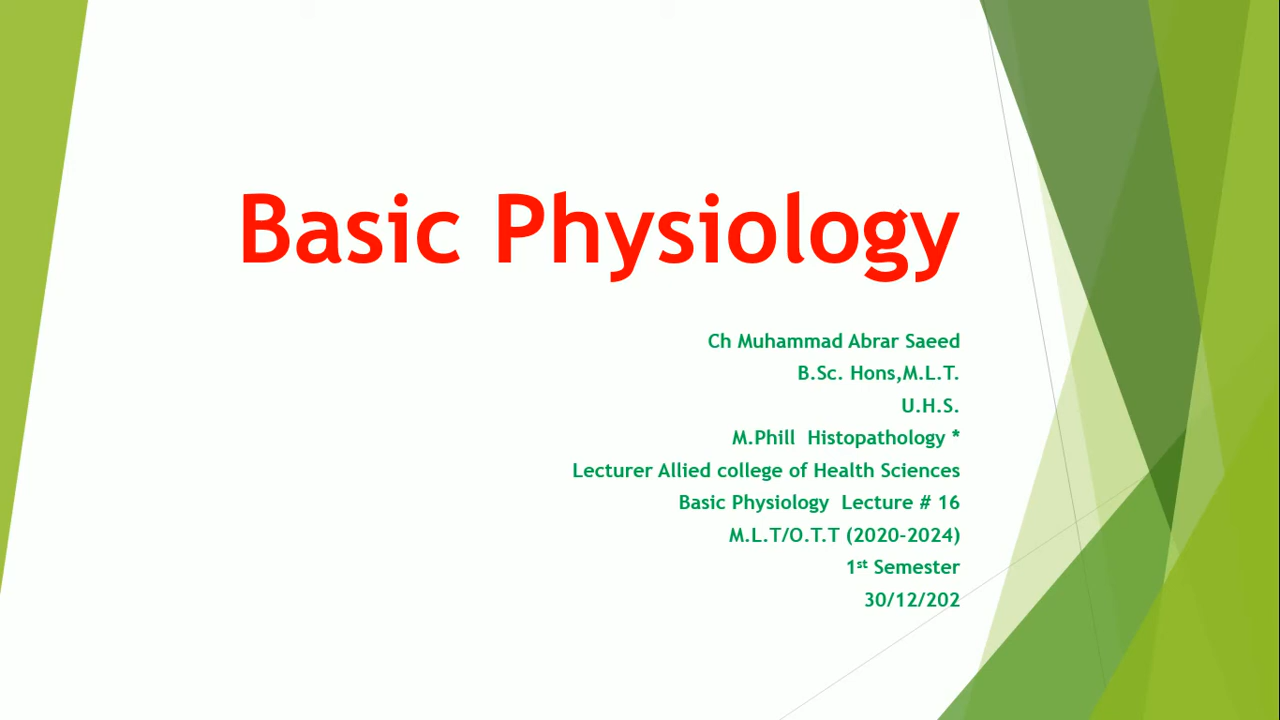 Basic Physiology
Ch Muhammad Abrar Saeed
B.Sc. Hons,M.L.T.
U.H.S.
M.Phill  Histopathology *
Lecturer Allied college of Health Sciences
Basic Physiology  Lecture # 16
M.L.T/O.T.T (2020-2024)
1st Semester
30/12/202